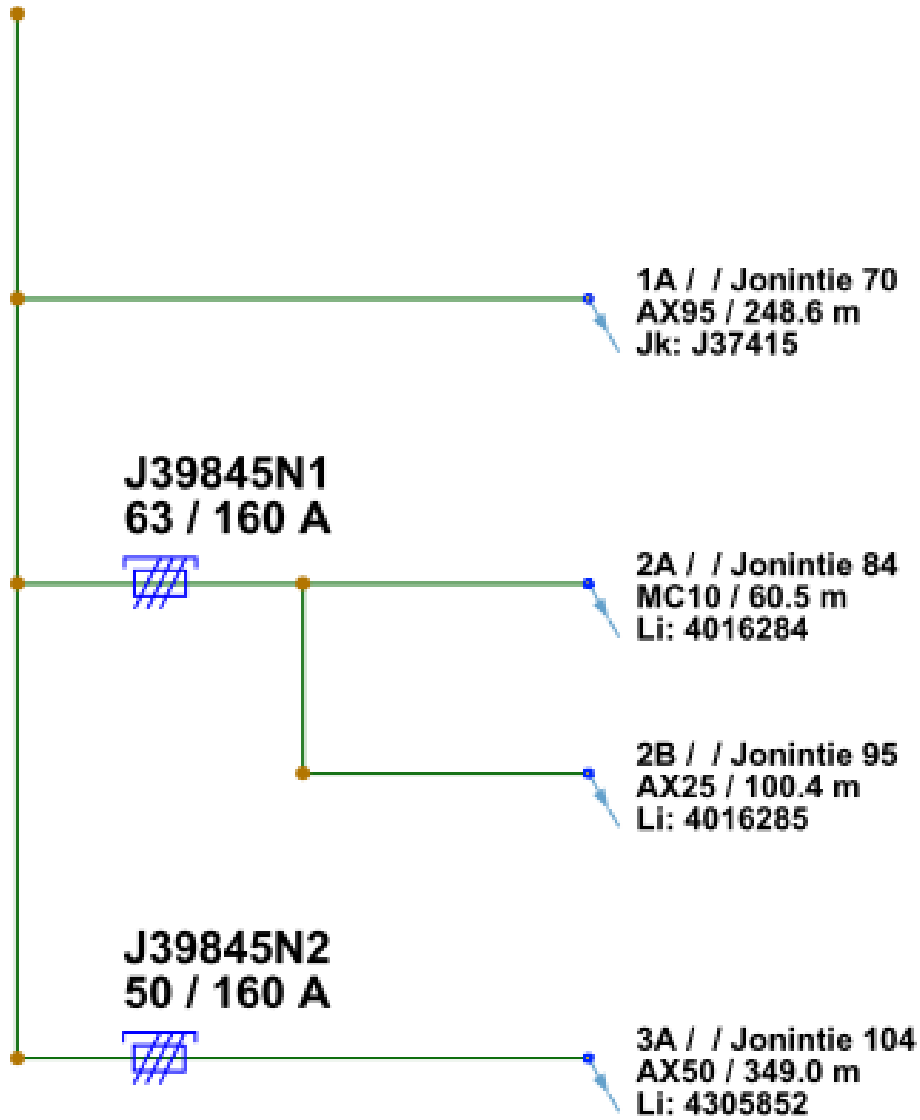 1A / / Jonintie 70
AX95 / 248.6 m
Jk: J37415
J39845N1
63 / 160 A
2A / / Jonintie 84
MC10 / 60.5 m
Li: 4016284
2B / / Jonintie 95
AX25 / 100.4 m
Li: 4016285
J39845N2
50 / 160 A
3A / / Jonintie 104
AX50 / 349.0 m
Li: 4305852